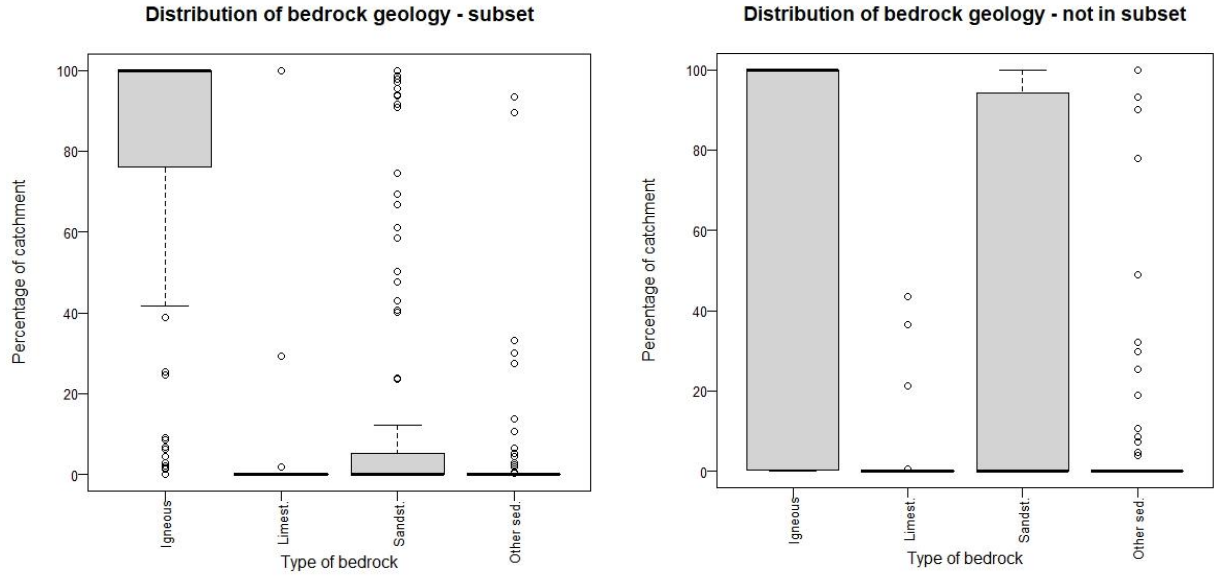 Distribution of bedrock geology - subset
Percentage of catchment
100
80
60
40
20
0
Igneous
Limest.
Sandst.
Other sed.
Type of bedrock
Distribution of bedrock geology - not in subset
Percentage of catchment
100
80
60
40
20
0
Igneous
Limest.
Sandst.
Other sed.
Type of bedrock